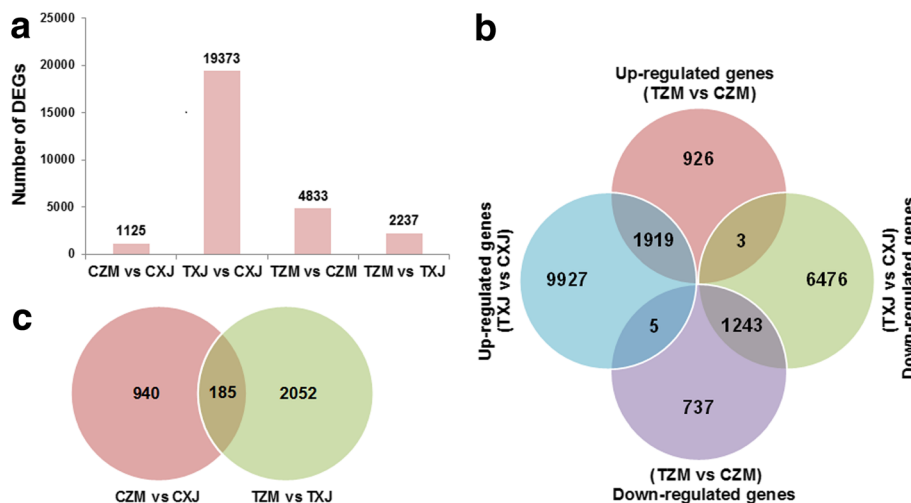 a
Number of DEGs
25000
20000
15000
10000
5000
0
1125
19373
4833
2237
CZM vs CXJ
TXJ vs CXJ
TZM vs CZM
TZM vs TXJ
b
Up-regulated genes
(TZM vs CZM)
926
Up-regulated genes
(TXJ vs CXJ)
9927
1919
3
6476
5
1243
737
Down-regulated genes
(TXJ vs CXJ)
(TZM vs CZM)
Down-regulated genes
c
940
185
2052
CZM vs CXJ
TZM vs TXJ